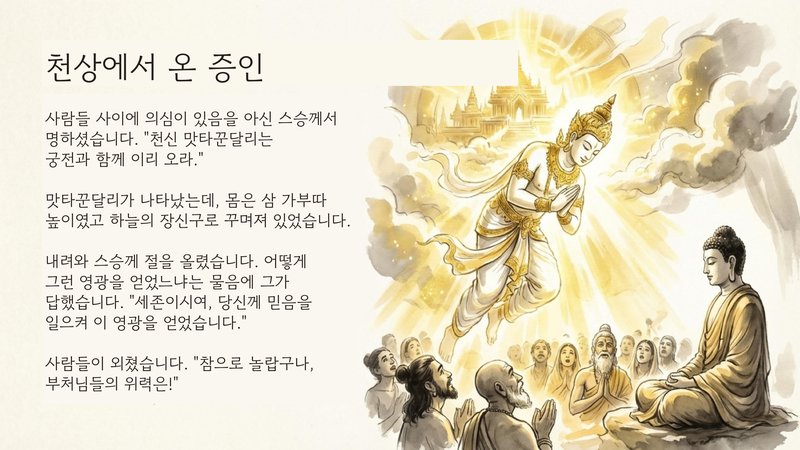 천상에서 온 증인
사람들 사이에 의심이 있음을 아신 스승께서
명하셨습니다. "천신 맛타꾼달리는
궁전과 함께 이리 오라."
맛타꾼달리가 나타났는데, 몸은 삼 가부따
높이였고 하늘의 장신구로 꾸며져 있었습니다.
내려와 스승께 절을 올렸습니다. 어떻게
그런 영광을 얻었느냐는 물음에 그가
답했습니다. "세존이시여, 당신께 믿음을
일으켜 이 영광을 얻었습니다."
사람들이 외쳤습니다. "참으로 놀랍구나,
부처님들의 위력은!"